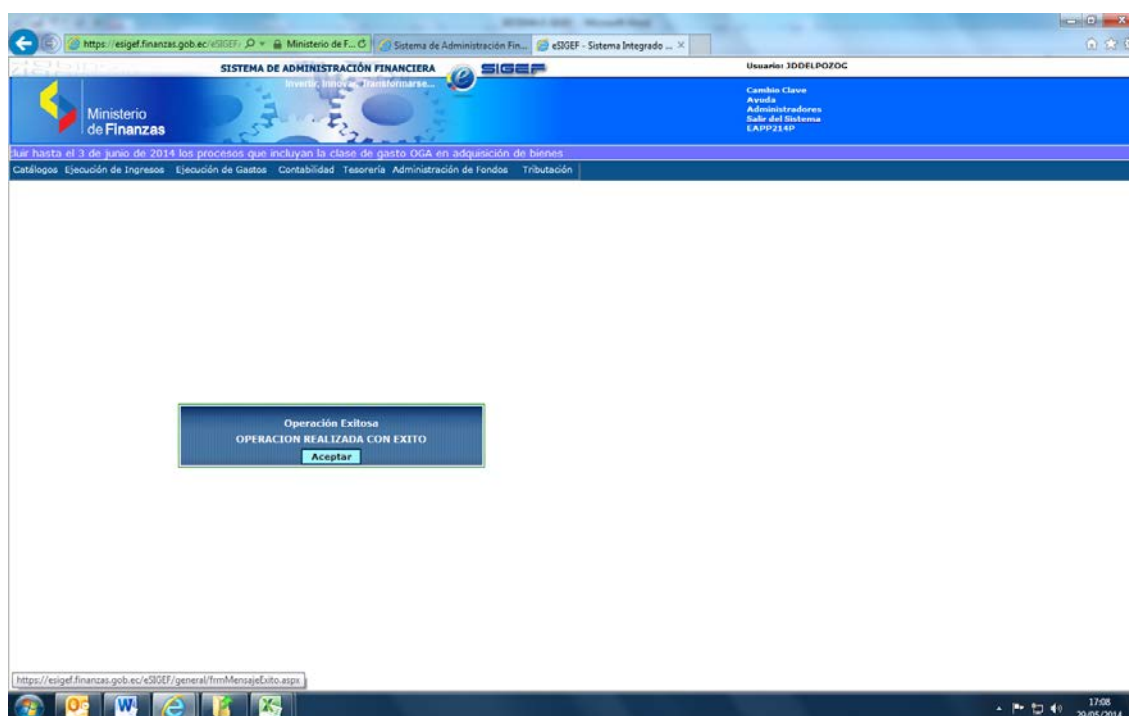 https://esigef.finanzas.gob.ec/eSIGEF/
Ministerio de F...
Sistema de Administración Fin...
eSIGEF - Sistema Integrado ...
SISTEMA DE ADMINISTRACIÓN FINANCIERA
e SIGEF
Usuario: JDDELPOZOG
Invertir, Innovar, Transformarse...
Ministerio
de Finanzas
Cambio Clave
Ayuda
Administradores
Salir del Sistema
EAPP214P
luir hasta el 3 de junio de 2014 los procesos que incluyan la clase de gasto OGA en adquisición de bienes
Catálogos Ejecución de Ingresos Ejecución de Gastos Contabilidad Tesorería Administración de Fondos Tributación
Operación Exitosa
OPERACION REALIZADA CON EXITO
Aceptar
https://esigef.finanzas.gob.ec/eSIGEF/general/frmMensajeExito.aspx
17:08
29/05/2014